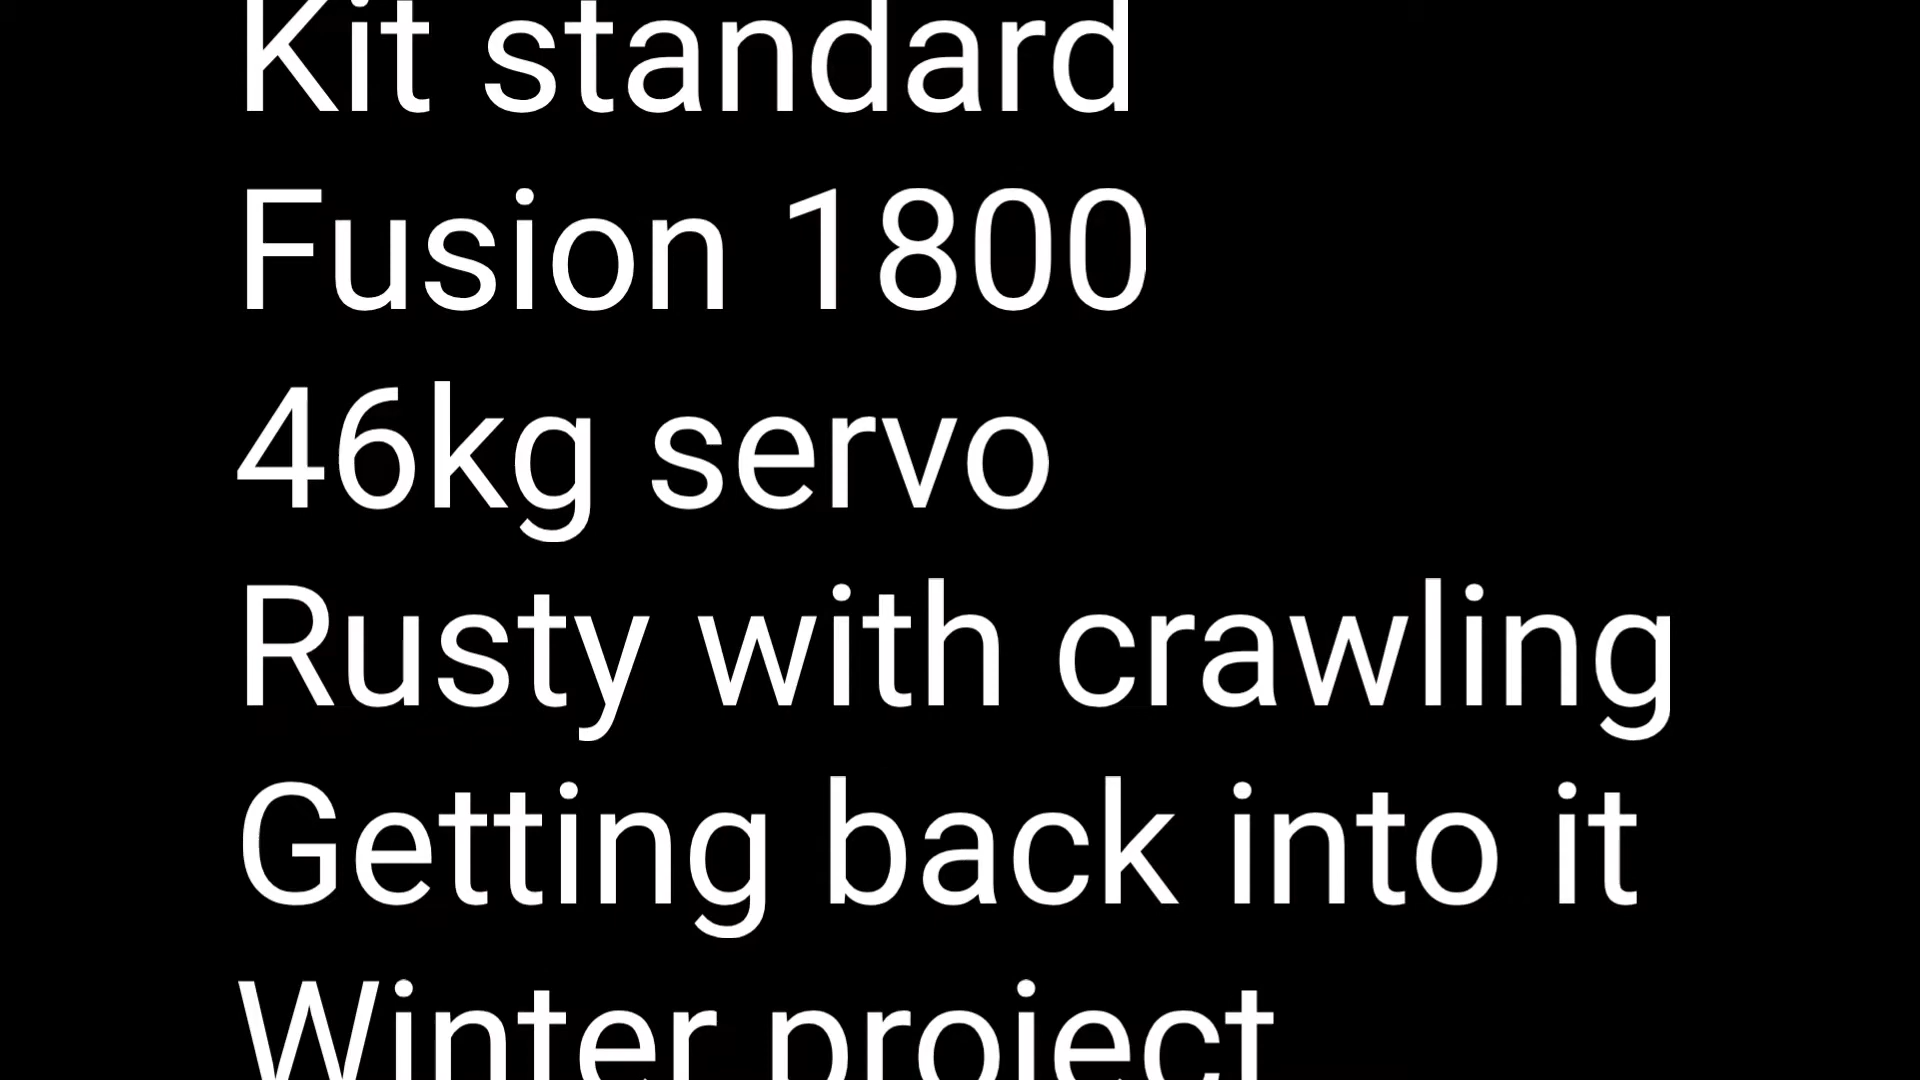 Kit standard
Fusion 1800
46kg servo
Rusty with crawling
Getting back into it
Winter project